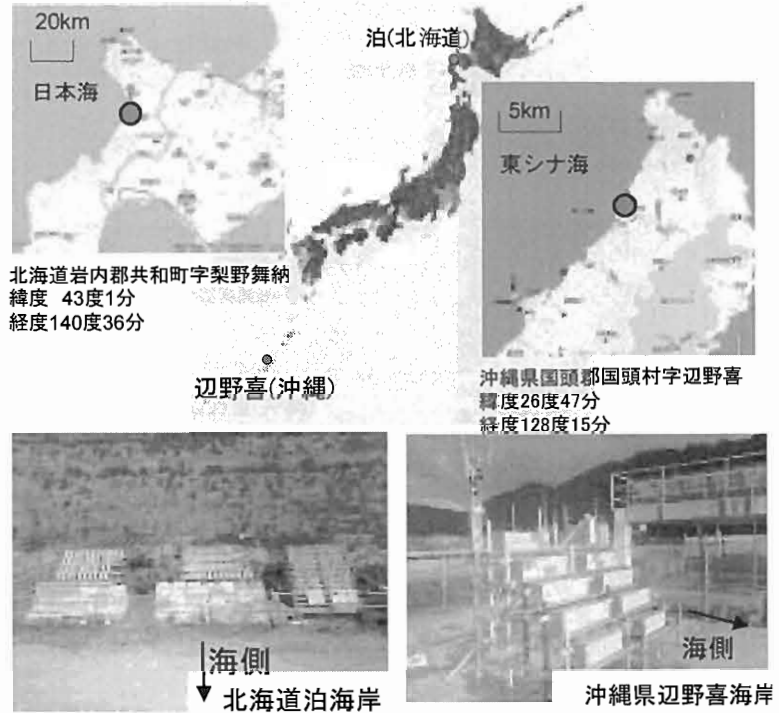 20km
日本海
泊(北海道)
5km
東シナ海
北海道岩内郡共和町字梨野舞納
緯度 43度1分
経度140度36分
辺野喜(沖縄)
沖縄県国頭郡国頭村字辺野喜
緯度26度47分
経度128度15分
海側
北海道泊海岸
海側
沖縄県辺野喜海岸